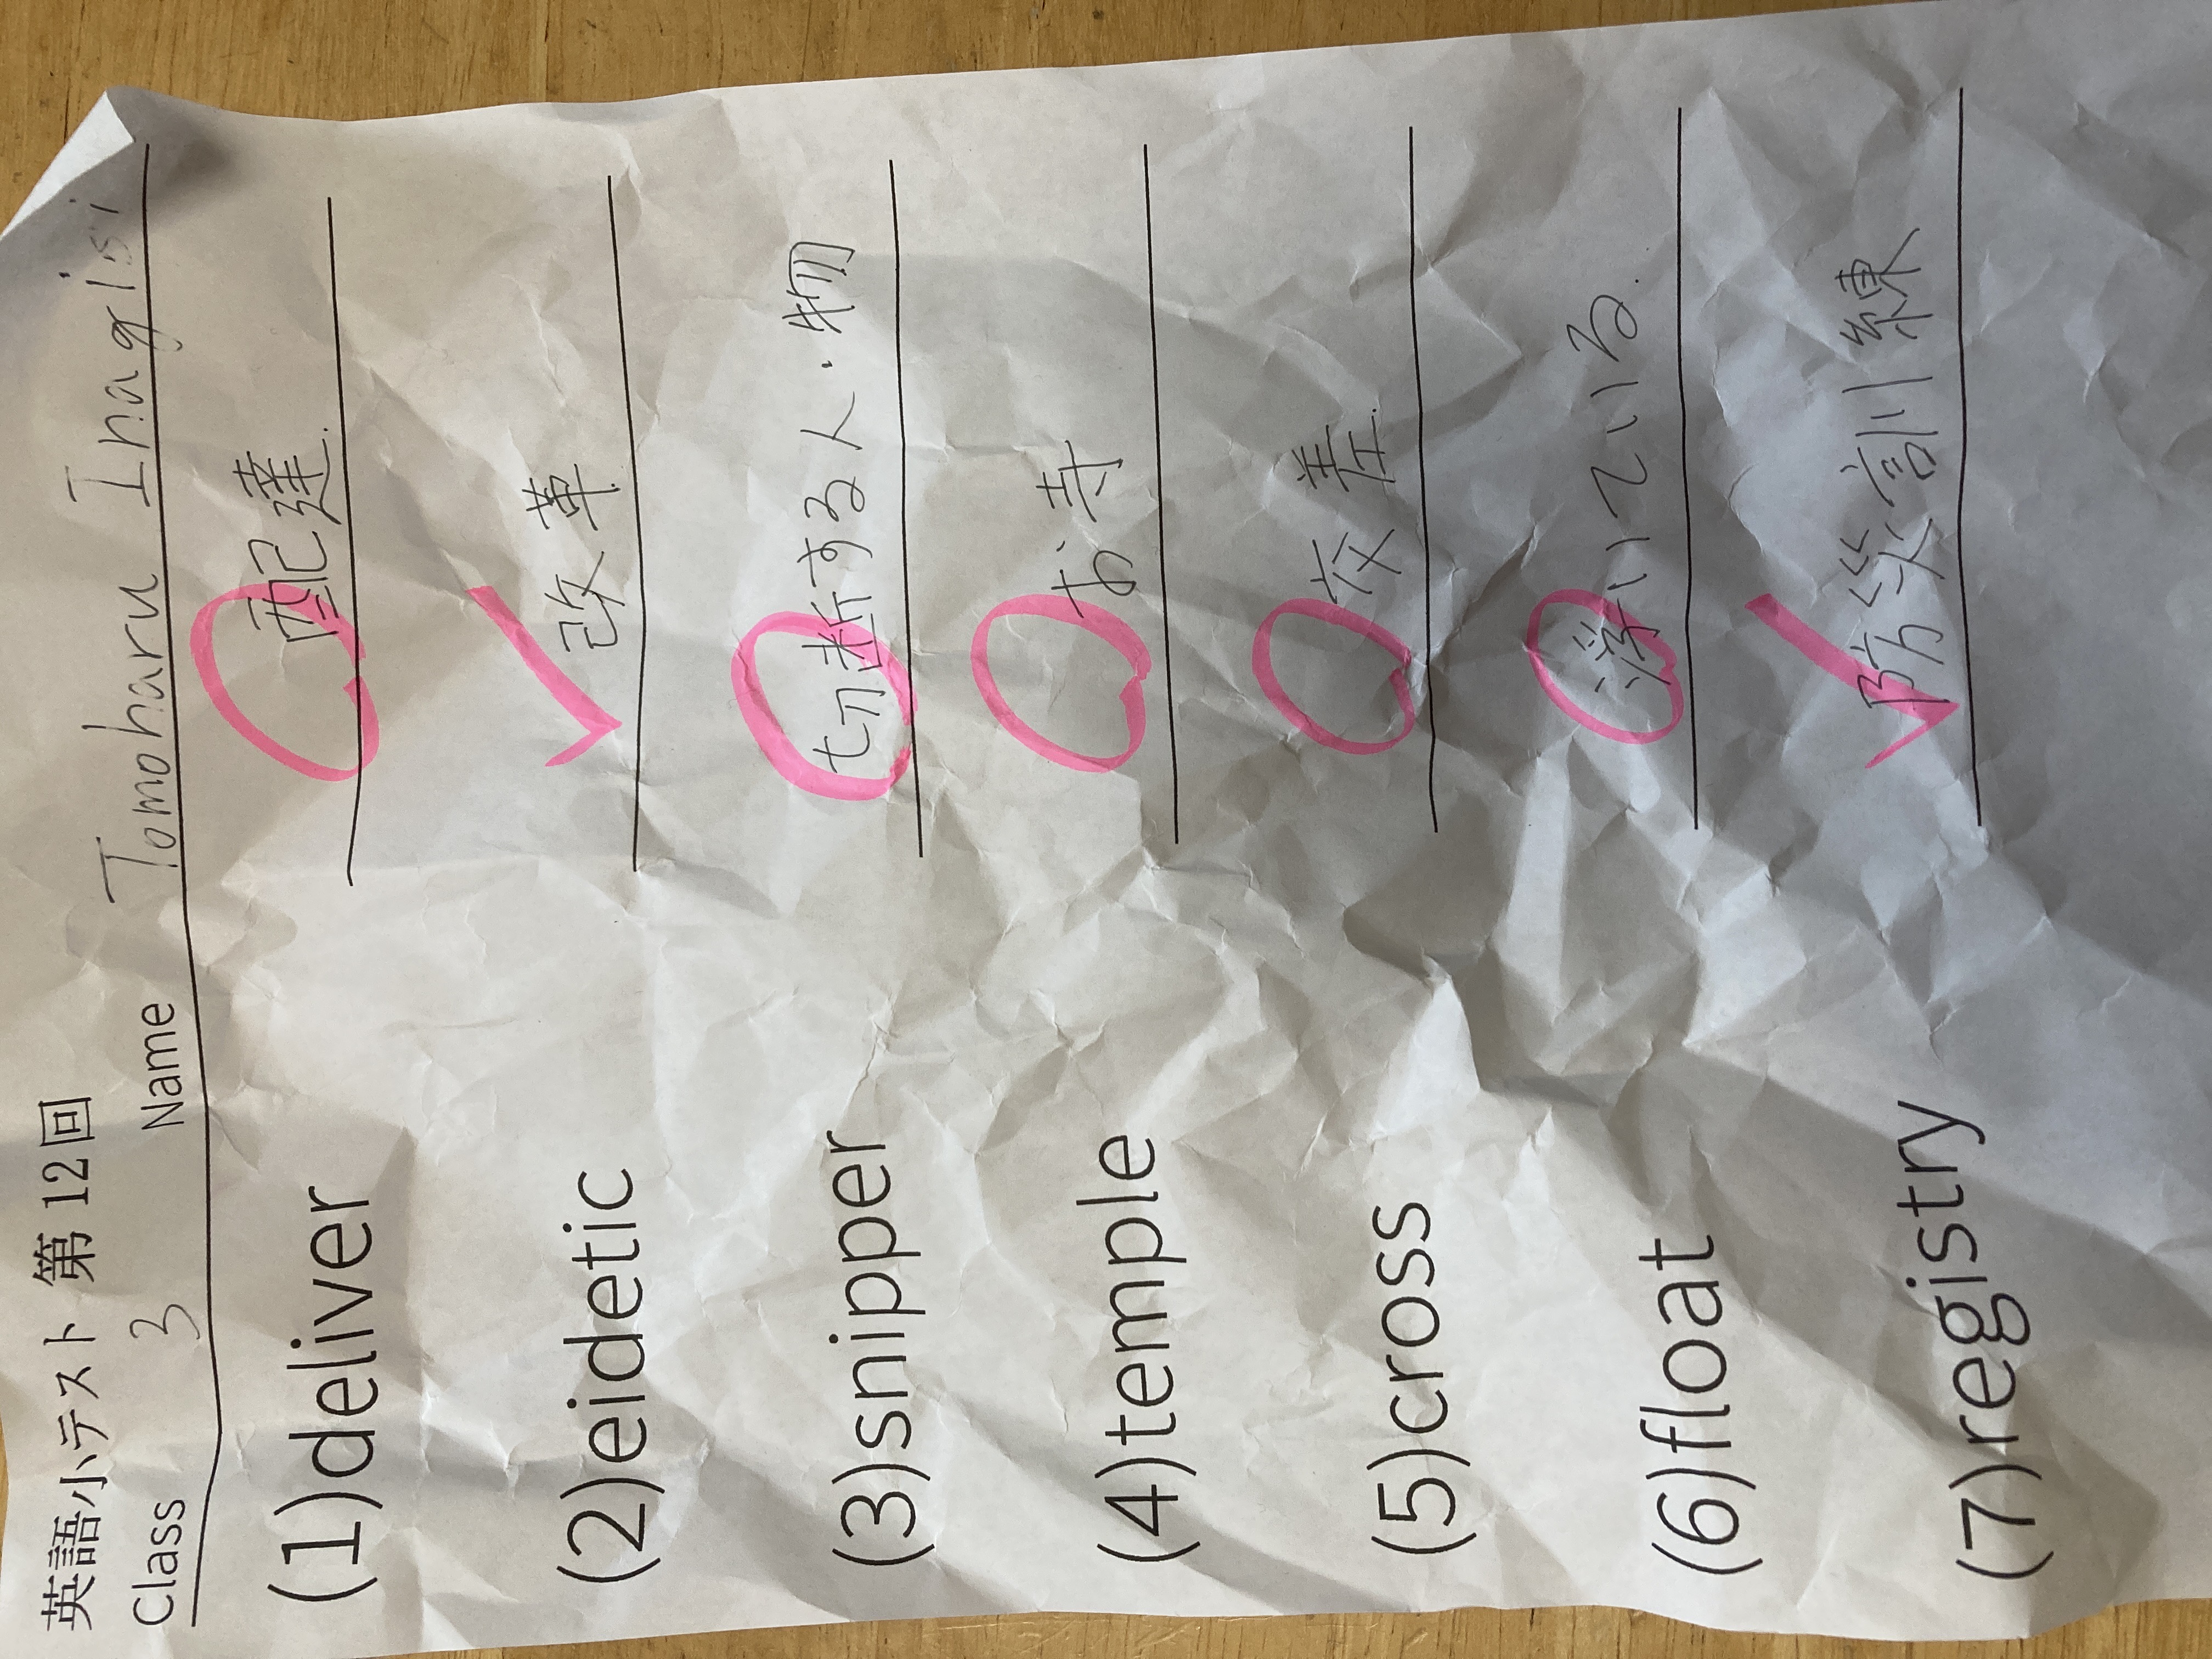 英語小テスト 第12回
Class 3 Name Tomoharu Inagisi
(1)deliver 配達
(2)eidetic 改革
(3)snipper 切断する人・物
(4)temple お寺
(5)cross 交差
(6)float 浮いている
(7)registry 防災訓練